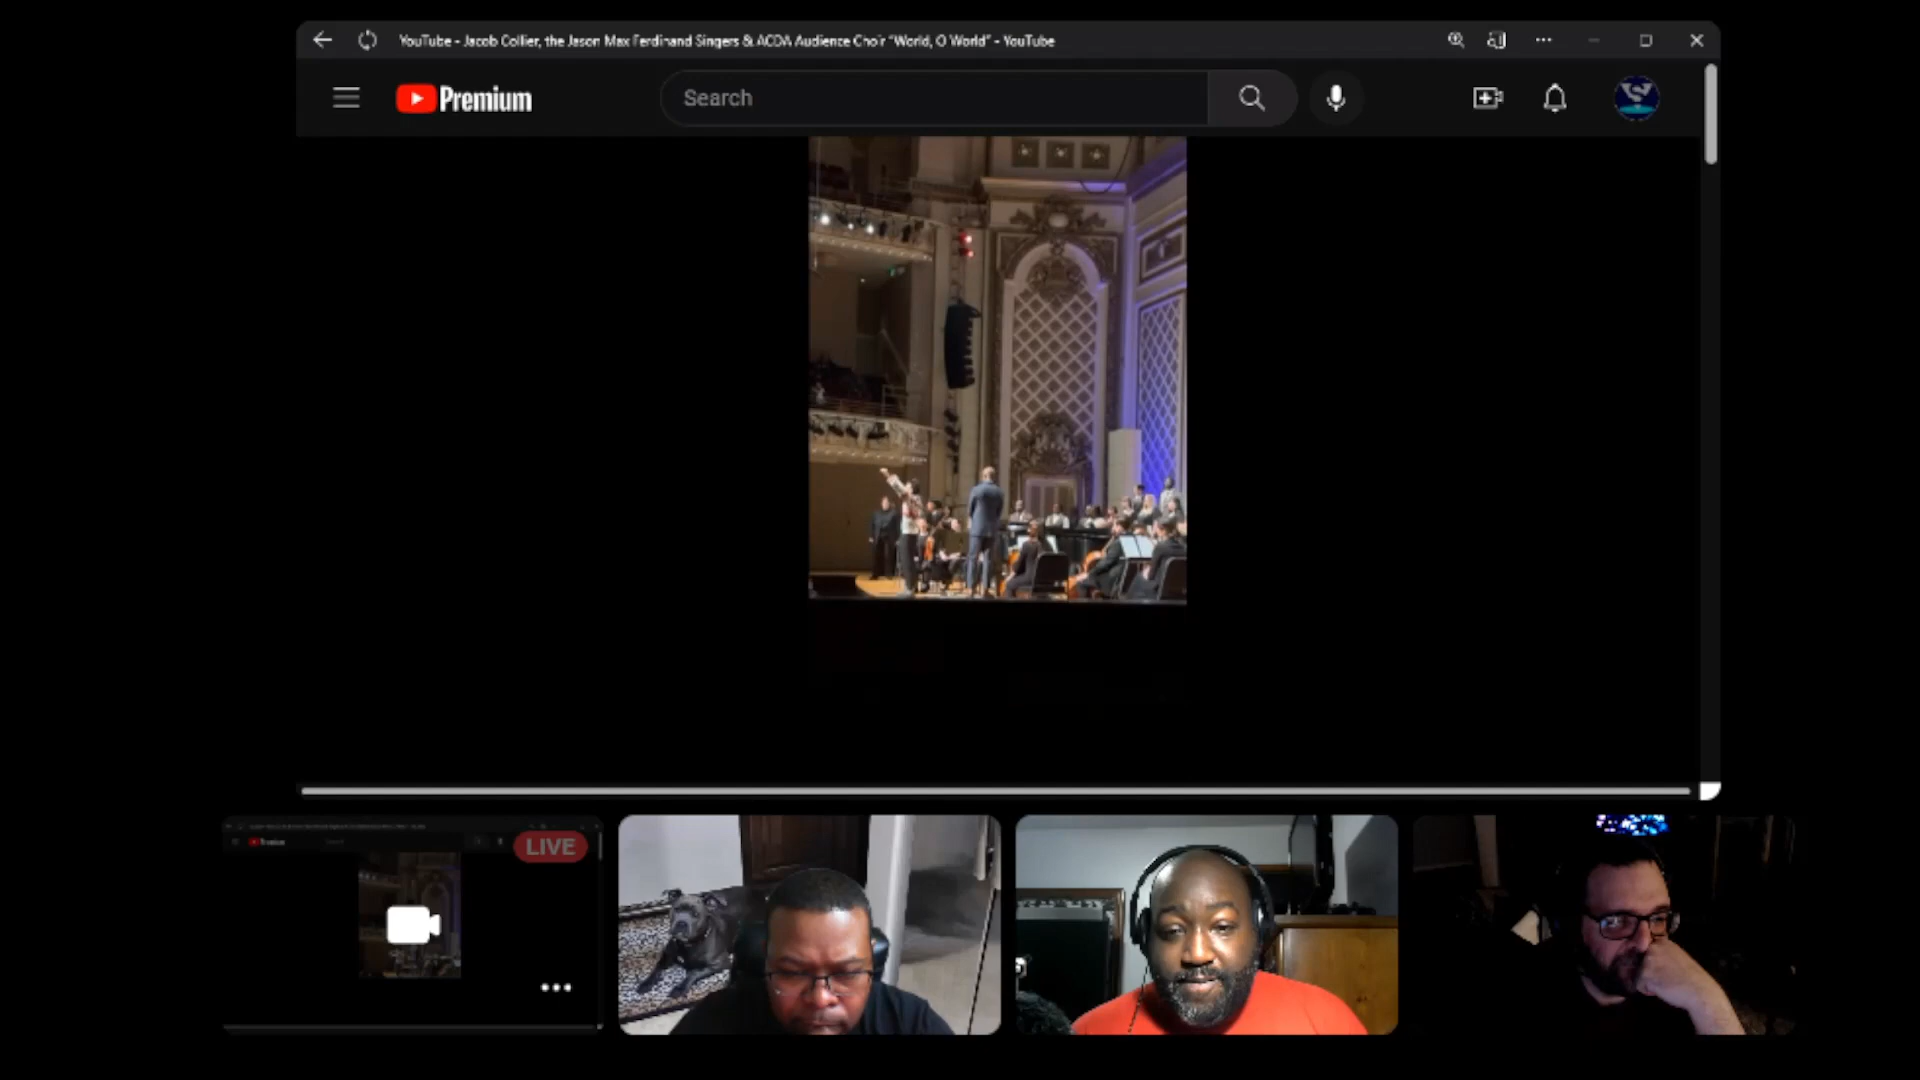 YouTube - Jacob Collier, the Jason Max Ferdinand Singers & ACDA Audience Choir "World, O World" - YouTube
Premium
Search
LIVE